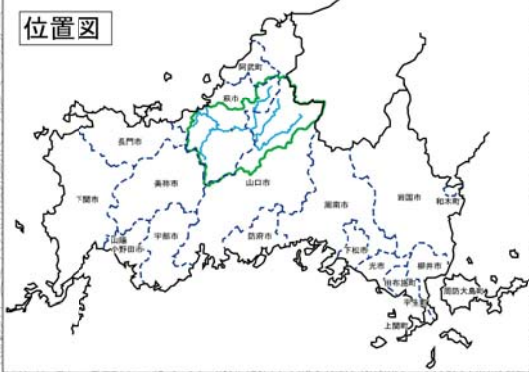 位置図
阿武町
萩市
長門市
美祢市
山口市
下関市
周南市
岩国市
和木町
山陽
小野田市
宇部市
防府市
下松市
光市
柳井市
田布施町
平生町
周防大島町
上関町